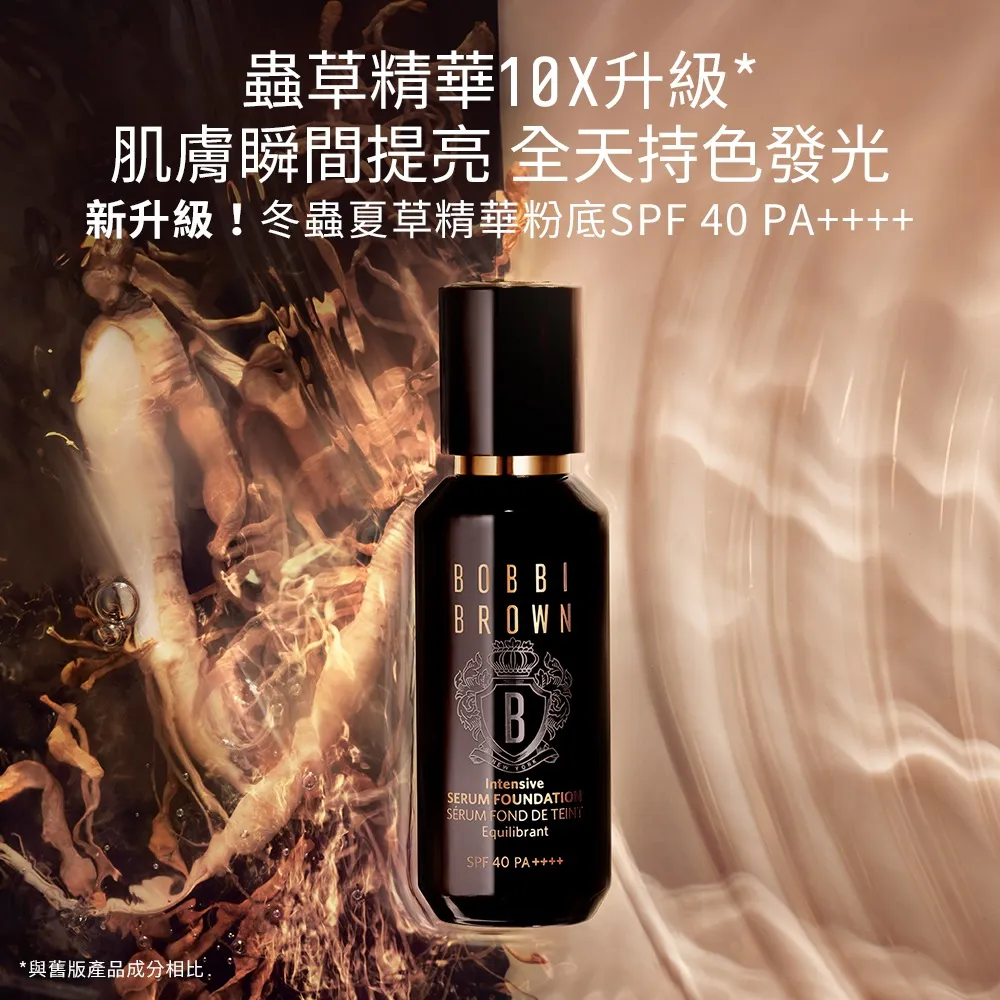 蟲草精華10X升級*
肌膚瞬間提亮 全天持色發光
新升級！冬蟲夏草精華粉底SPF 40 PA++++
BOBBI
BROWN
B
NEW YORK
Intensive
SERUM FOUNDATION
SÉRUM FOND DE TEINT
Equilibrant
SPF 40 PA++++
*與舊版產品成分相比.